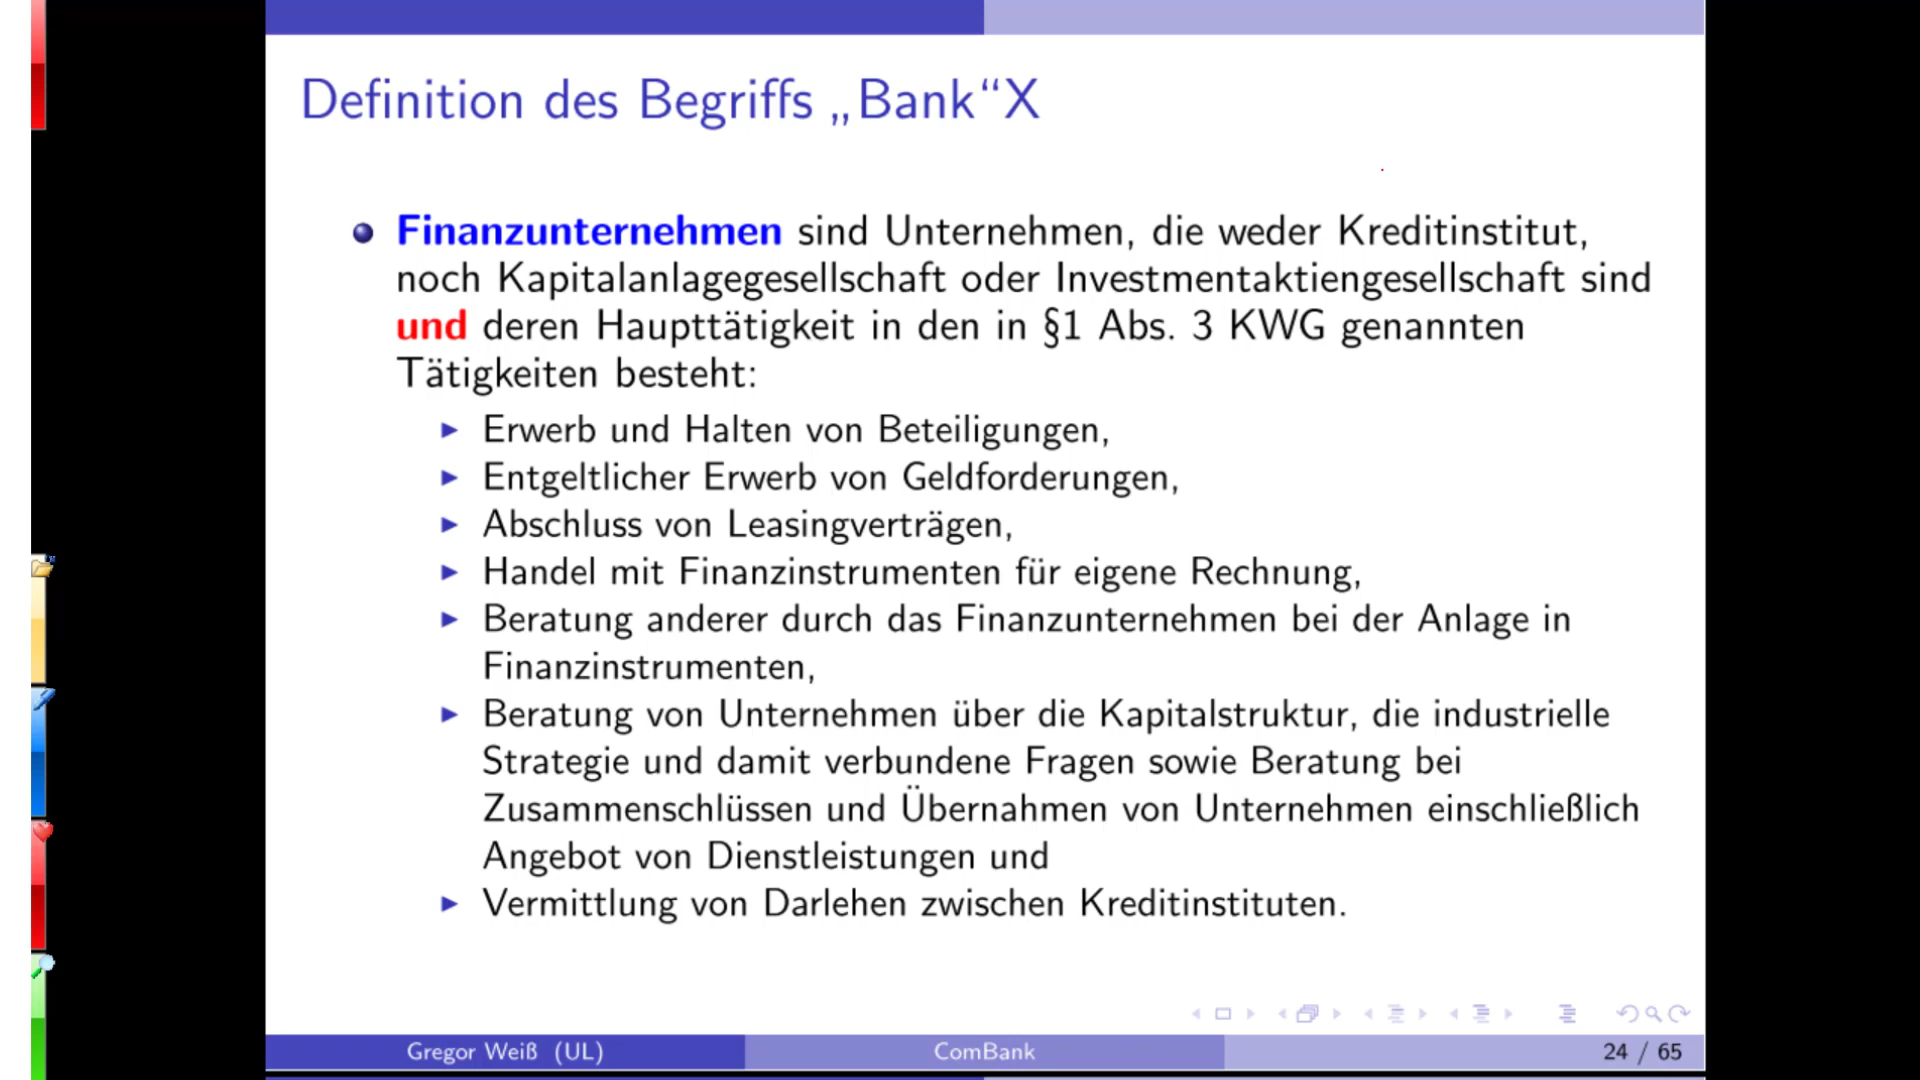 Definition des Begriffs „Bank“X
Finanzunternehmen sind Unternehmen, die weder Kreditinstitut,
noch Kapitalanlagegesellschaft oder Investmentaktiengesellschaft sind
und deren Haupttätigkeit in den in §1 Abs. 3 KWG genannten
Tätigkeiten besteht:
Erwerb und Halten von Beteiligungen,
Entgeltlicher Erwerb von Geldforderungen,
Abschluss von Leasingverträgen,
Handel mit Finanzinstrumenten für eigene Rechnung,
Beratung anderer durch das Finanzunternehmen bei der Anlage in
Finanzinstrumenten,
Beratung von Unternehmen über die Kapitalstruktur, die industrielle
Strategie und damit verbundene Fragen sowie Beratung bei
Zusammenschlüssen und Übernahmen von Unternehmen einschließlich
Angebot von Dienstleistungen und
Vermittlung von Darlehen zwischen Kreditinstituten.
Gregor Weiß (UL) ComBank 24 / 65